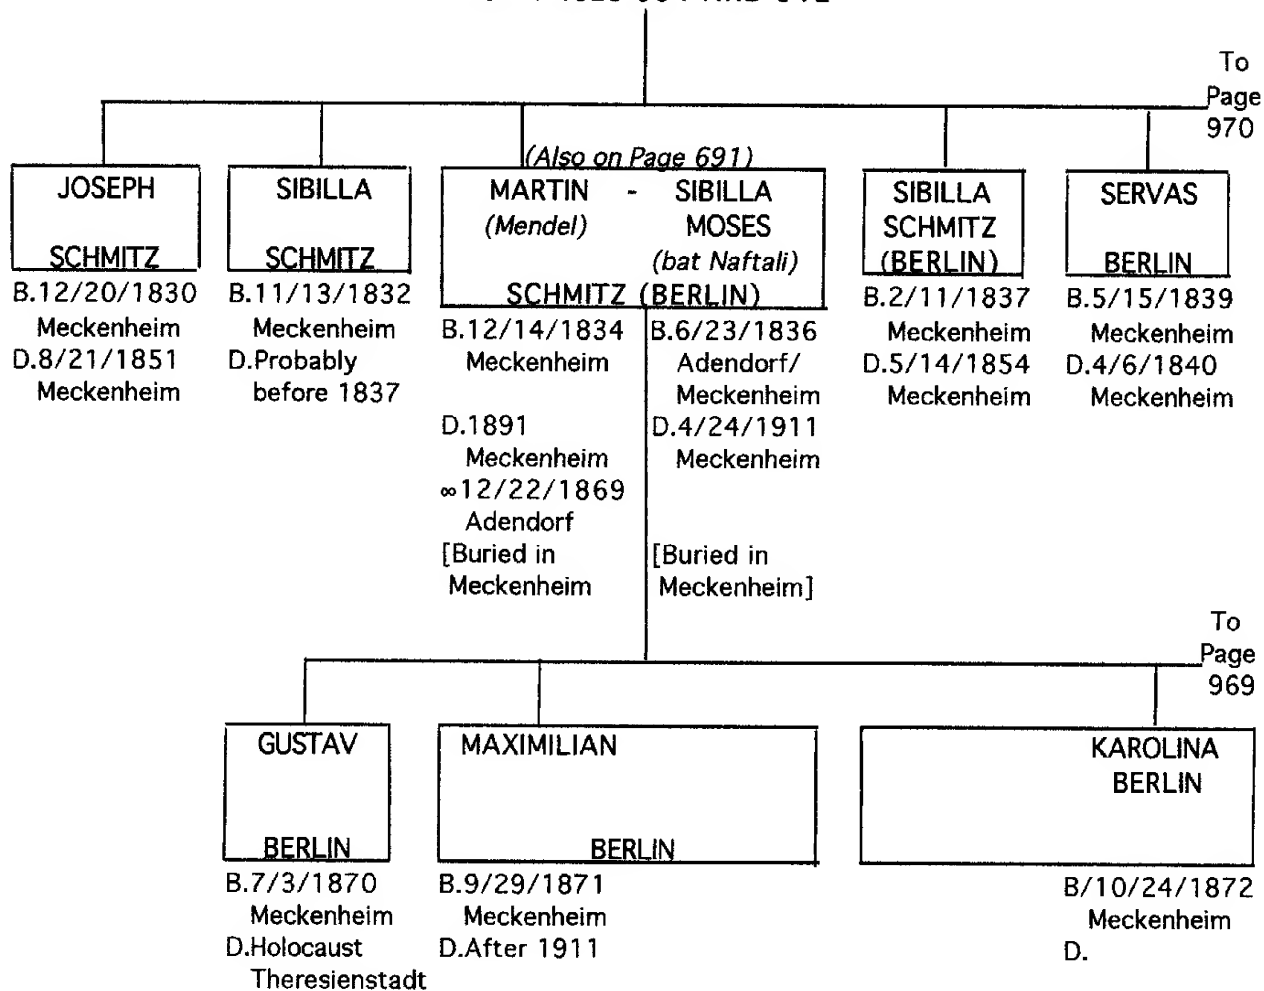 To
Page
970
(Also on Page 691)
JOSEPH
SCHMITZ
B.12/20/1830
Meckenheim
D.8/21/1851
Meckenheim
SIBILLA
SCHMITZ
B.11/13/1832
Meckenheim
D.Probably
before 1837
MARTIN - SIBILLA
(Mendel) MOSES
(bat Naftali)
SCHMITZ (BERLIN)
B.12/14/1834
Meckenheim
D.1891
Meckenheim
∞12/22/1869
Adendorf
[Buried in
Meckenheim
B.6/23/1836
Adendorf/
Meckenheim
D.4/24/1911
Meckenheim
[Buried in
Meckenheim]
SIBILLA
SCHMITZ
(BERLIN)
B.2/11/1837
Meckenheim
D.5/14/1854
Meckenheim
SERVAS
BERLIN
B.5/15/1839
Meckenheim
D.4/6/1840
Meckenheim
To
Page
969
GUSTAV
BERLIN
B.7/3/1870
Meckenheim
D.Holocaust
Theresienstadt
MAXIMILIAN
BERLIN
B.9/29/1871
Meckenheim
D.After 1911
KAROLINA
BERLIN
B/10/24/1872
Meckenheim
D.